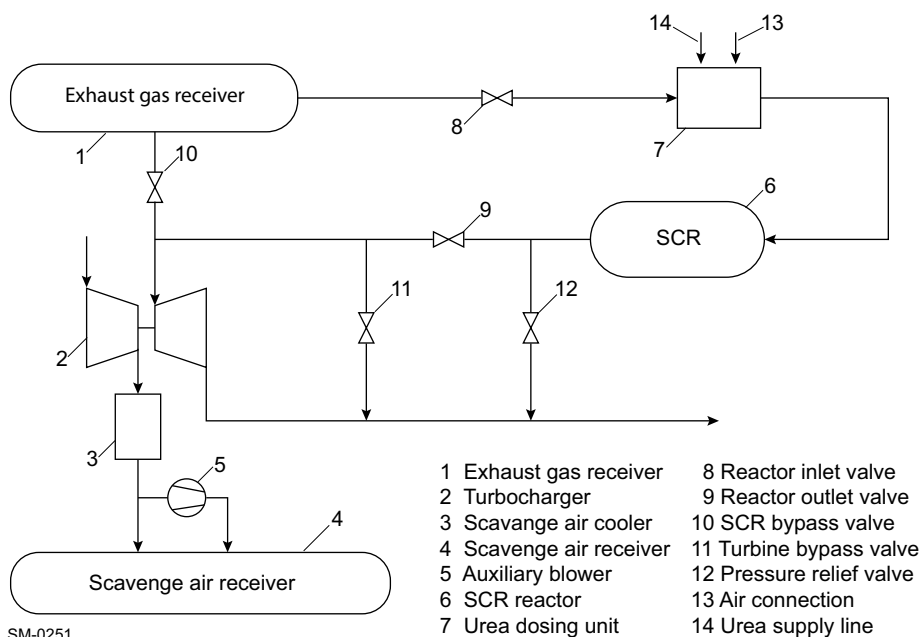 14
13
Exhaust gas receiver
8
7
1
10
6
9
SCR
11
12
2
3
5
4
Scavenge air receiver
1 Exhaust gas receiver
2 Turbocharger
3 Scavange air cooler
4 Scavenge air receiver
5 Auxiliary blower
6 SCR reactor
7 Urea dosing unit
8 Reactor inlet valve
9 Reactor outlet valve
10 SCR bypass valve
11 Turbine bypass valve
12 Pressure relief valve
13 Air connection
14 Urea supply line
SM-0251